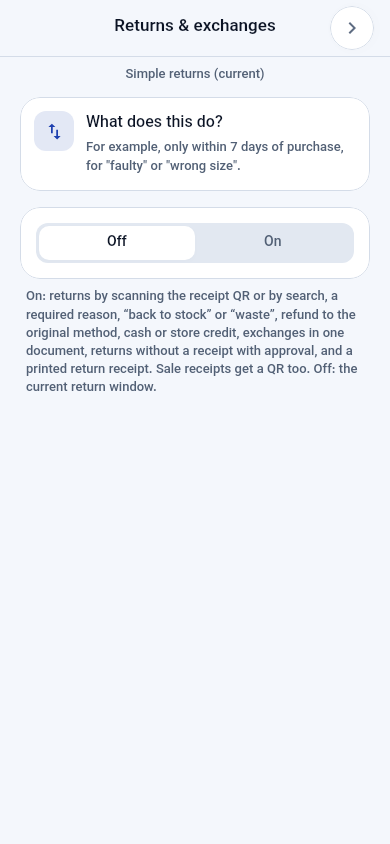 Returns & exchanges
Simple returns (current)
What does this do?
For example, only within 7 days of purchase,
for "faulty" or "wrong size".
Off
On
On: returns by scanning the receipt QR or by search, a
required reason, “back to stock” or “waste”, refund to the
original method, cash or store credit, exchanges in one
document, returns without a receipt with approval, and a
printed return receipt. Sale receipts get a QR too. Off: the
current return window.